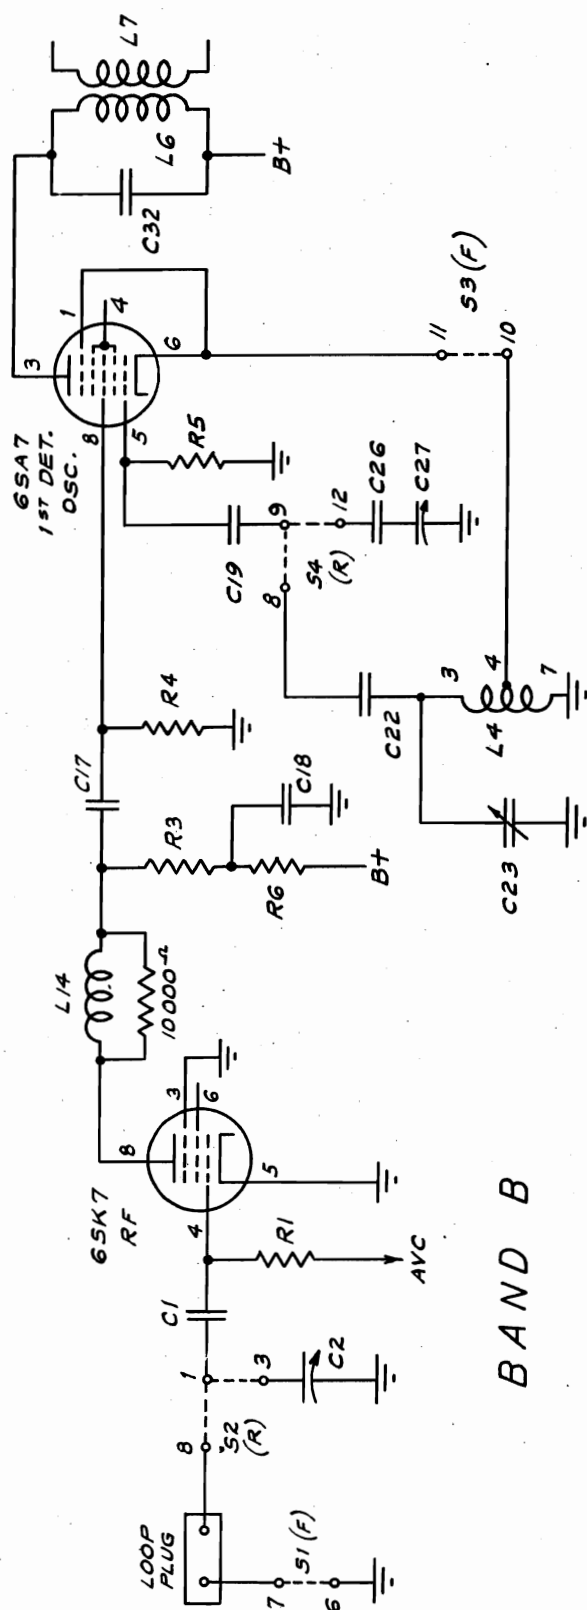 LOOP
PLUG
7
S1 (F)
6
8
S2
(R)
1
3
C2
C1
R1
AVC
6SK7
RF
4
8
3
6
5
L14
10000Ω
R3
R6
B+
C18
C17
R4
6SA7
1ST DET.
OSC.
3
8
5
1
4
6
R5
C19
9
8
S4
(R)
12
C26
C27
C22
3
4
7
L4
C23
11
S3 (F)
10
C32
L6
L7
B+
BAND B